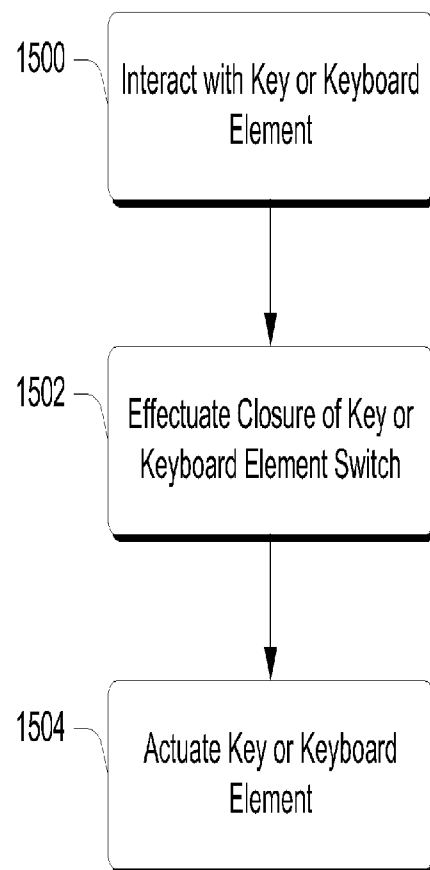 1500
Interact with Key or Keyboard
Element
1502
Effectuate Closure of Key or
Keyboard Element Switch
1504
Actuate Key or Keyboard
Element